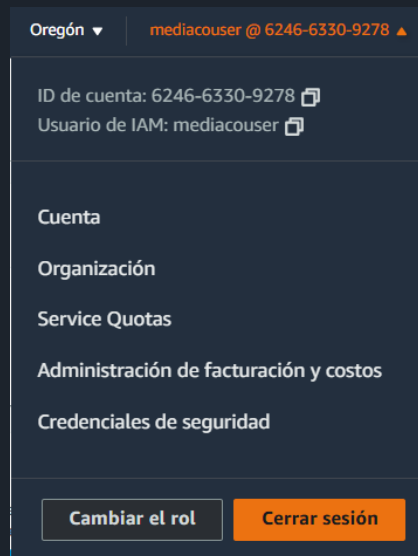 Oregón ▼ mediacouser @ 6246-6330-9278 ▲
ID de cuenta: 6246-6330-9278
Usuario de IAM: mediacouser
Cuenta
Organización
Service Quotas
Administración de facturación y costos
Credenciales de seguridad
Cambiar el rol Cerrar sesión